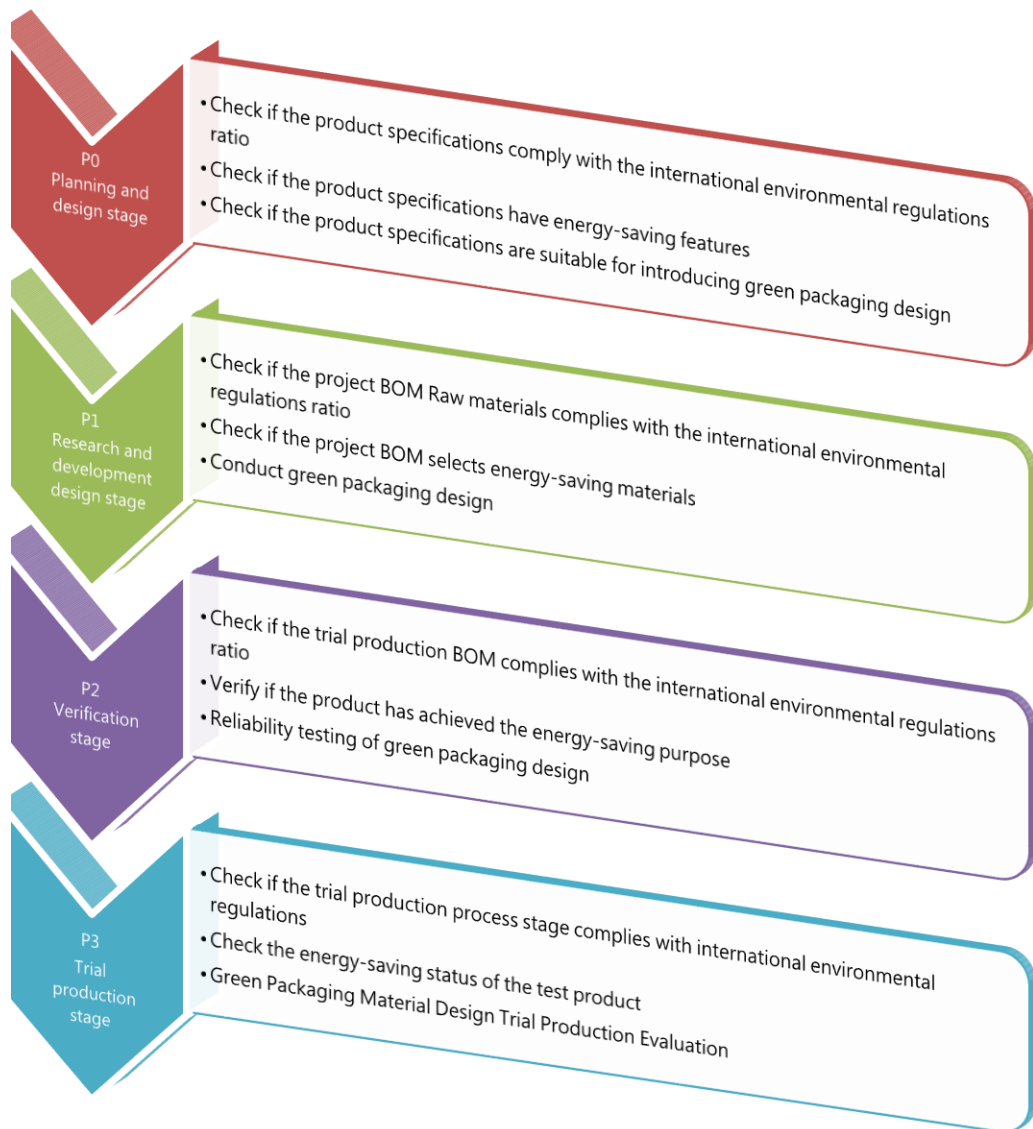 P0
Planning and
design stage
•Check if the product specifications comply with the international environmental regulations
ratio
•Check if the product specifications have energy-saving features
•Check if the product specifications are suitable for introducing green packaging design
P1
Research and
development
design stage
•Check if the project BOM Raw materials complies with the international environmental
regulations ratio
•Check if the project BOM selects energy-saving materials
•Conduct green packaging design
P2
Verification
stage
•Check if the trial production BOM complies with the international environmental regulations
ratio
•Verify if the product has achieved the energy-saving purpose
•Reliability testing of green packaging design
P3
Trial
production
stage
•Check if the trial production process stage complies with international environmental
regulations
•Check the energy-saving status of the test product
•Green Packaging Material Design Trial Production Evaluation